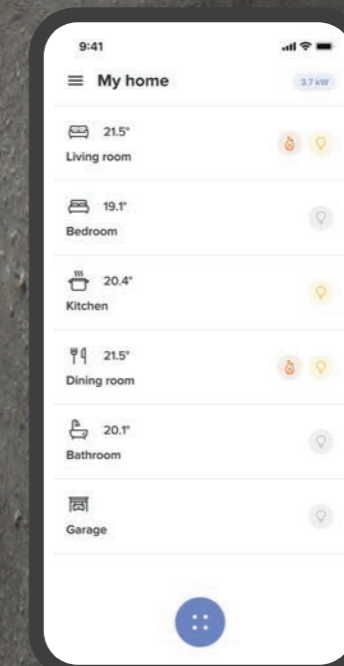 9:41
My home
3.7 kW
21.5°
Living room
19.1°
Bedroom
20.4°
Kitchen
21.5°
Dining room
20.1°
Bathroom
Garage